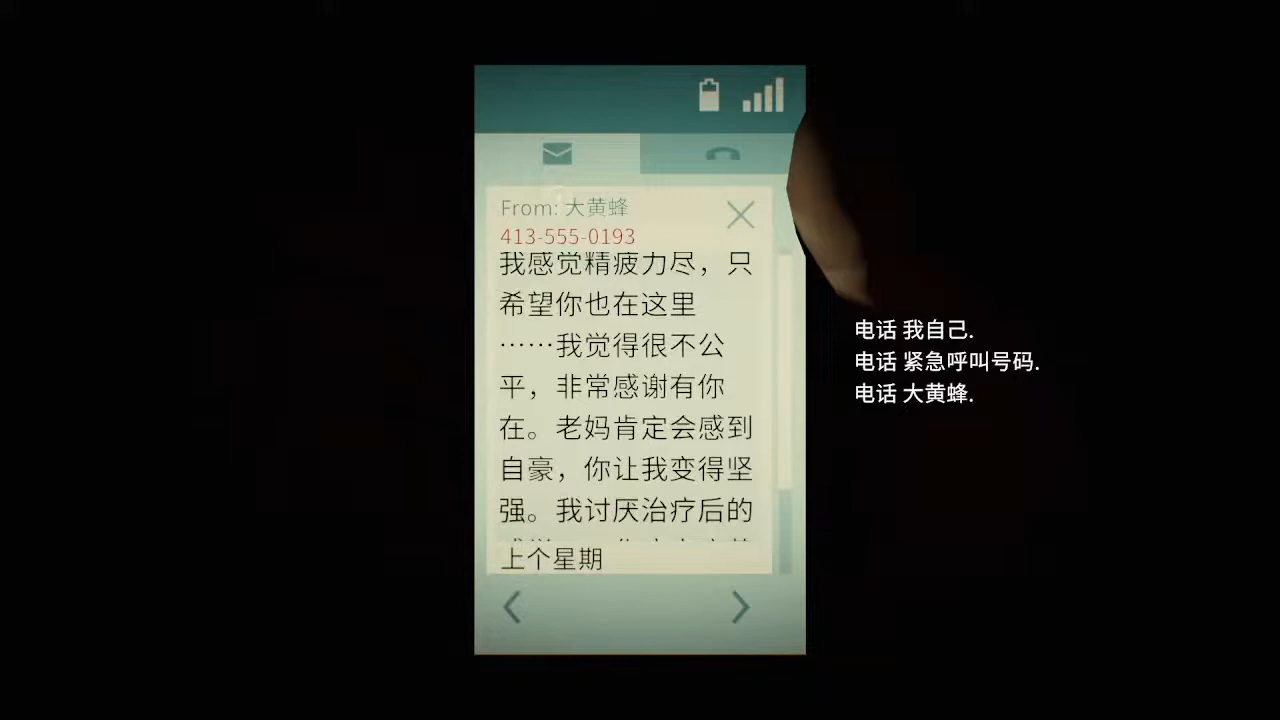 From: 大黄蜂
413-555-0193
我感觉精疲力尽，只
希望你也在这里
……我觉得很不公
平，非常感谢有你
在。老妈肯定会感到
自豪，你让我变得坚
强。我讨厌治疗后的
上个星期
电话 我自己.
电话 紧急呼叫号码.
电话 大黄蜂.